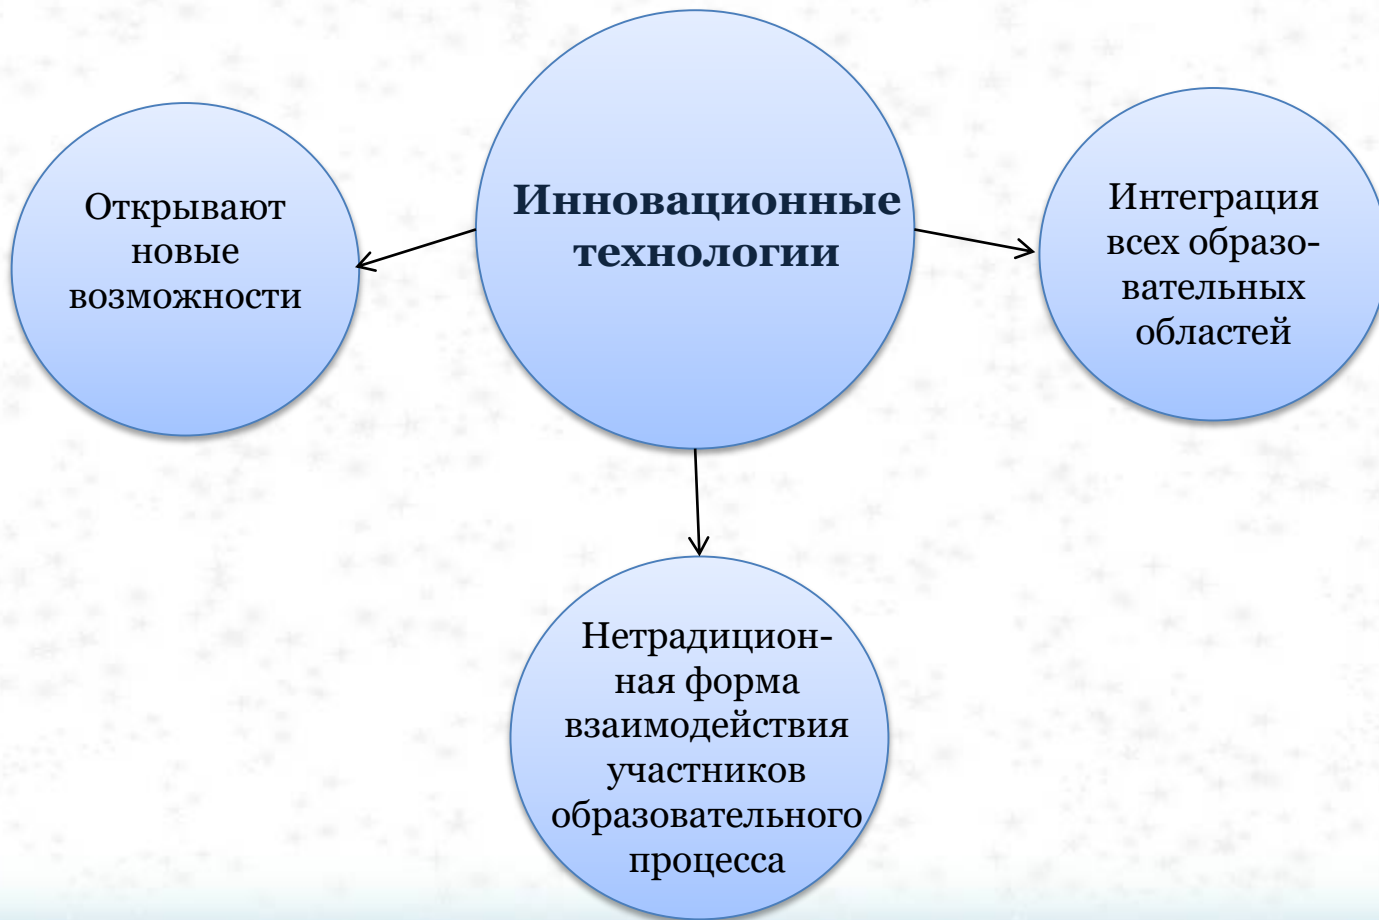 Инновационные
технологии
Открывают
новые
возможности
Интеграция
всех образо-
вательных
областей
Нетрадицион-
ная форма
взаимодействия
участников
образовательного
процесса